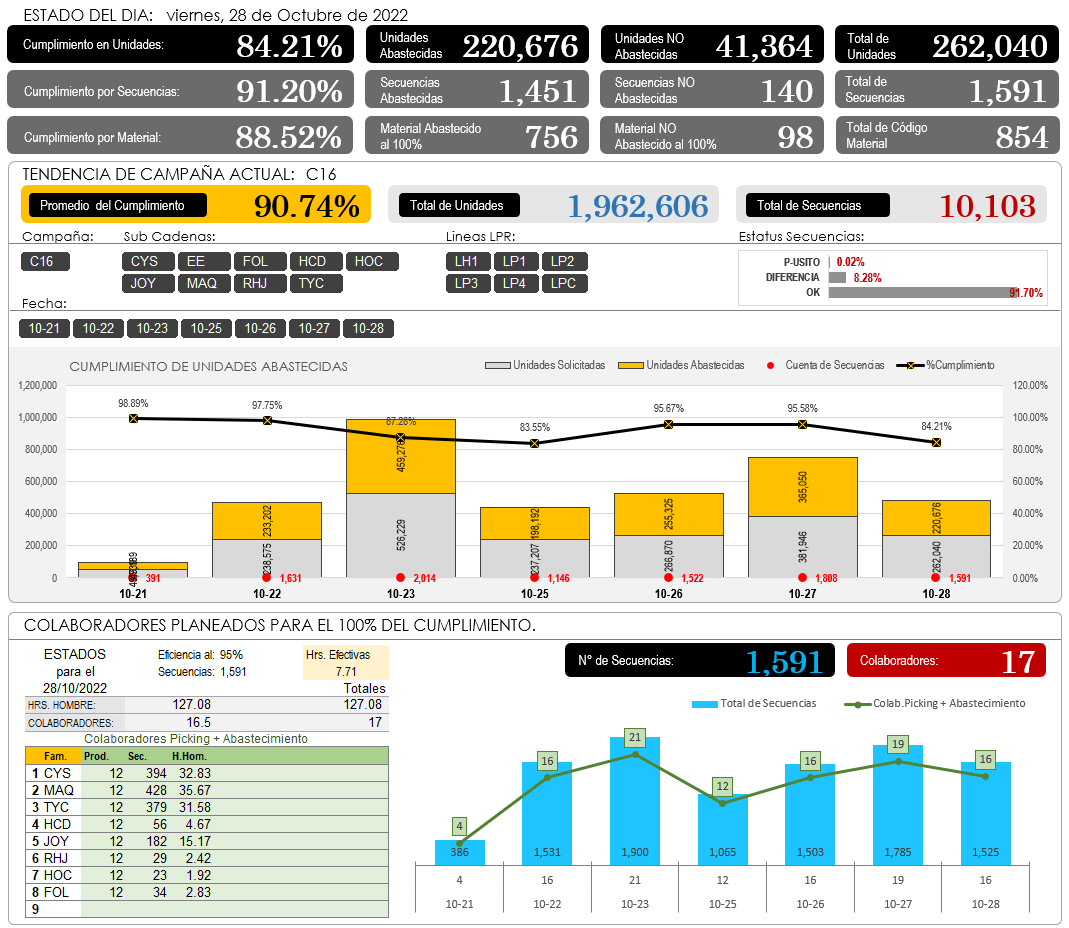 ESTADO DEL DIA: viernes, 28 de Octubre de 2022
Cumplimiento en Unidades: 84.21%
Unidades Abastecidas 220,676
Unidades NO Abastecidas 41,364
Total de Unidades 262,040
Cumplimiento por Secuencias: 91.20%
Secuencias Abastecidas 1,451
Secuencias NO Abastecidas 140
Total de Secuencias 1,591
Cumplimiento por Material: 88.52%
Material Abastecido al 100% 756
Material NO Abastecido al 100% 98
Total de Código Material 854
TENDENCIA DE CAMPAÑA ACTUAL: C16
Promedio del Cumplimiento 90.74%
Total de Unidades 1,962,606
Total de Secuencias 10,103
Campaña: Sub Cadenas: Lineas LPR: Estatus Secuencias:
C16
CYS EE FOL HCD HOC
JOY MAQ RHJ TYC
LH1 LP1 LP2
LP3 LP4 LPC
P-USITO 0.02%
DIFERENCIA 8.28%
OK 91.70%
Fecha:
10-21 10-22 10-23 10-25 10-26 10-27 10-28
CUMPLIMIENTO DE UNIDADES ABASTECIDAS
Unidades Solicitadas Unidades Abastecidas Cuenta de Secuencias %Cumplimiento
1,200,000 120.00%
1,000,000 100.00%
800,000 80.00%
600,000 60.00%
400,000 40.00%
200,000 20.00%
0 0.00%
98.89% 97.75% 87.28% 83.55% 95.67% 95.58% 84.21%
233,202 459,276 198,192 255,325 365,050 220,676
238,575 526,229 237,207 266,870 381,946 262,040
391 1,631 2,014 1,146 1,522 1,808 1,591
10-21 10-22 10-23 10-25 10-26 10-27 10-28
COLABORADORES PLANEADOS PARA EL 100% DEL CUMPLIMIENTO.
ESTADOS
para el
28/10/2022
Eficiencia al: 95%
Secuencias: 1,591
Hrs. Efectivas
7.71
Totales
HRS. HOMBRE: 127.08 127.08
COLABORADORES: 16.5 17
Colaboradores Picking + Abastecimiento
Fam. Prod. Sec. H.Hom.
1 CYS 12 394 32.83
2 MAQ 12 428 35.67
3 TYC 12 379 31.58
4 HCD 12 56 4.67
5 JOY 12 182 15.17
6 RHJ 12 29 2.42
7 HOC 12 23 1.92
8 FOL 12 34 2.83
9
N° de Secuencias: 1,591
Colaboradores: 17
Total de Secuencias Colab.Picking + Abastecimiento
4 16 21 12 16 19 16
386 1,531 1,900 1,065 1,503 1,785 1,525
4 16 21 12 16 19 16
10-21 10-22 10-23 10-25 10-26 10-27 10-28